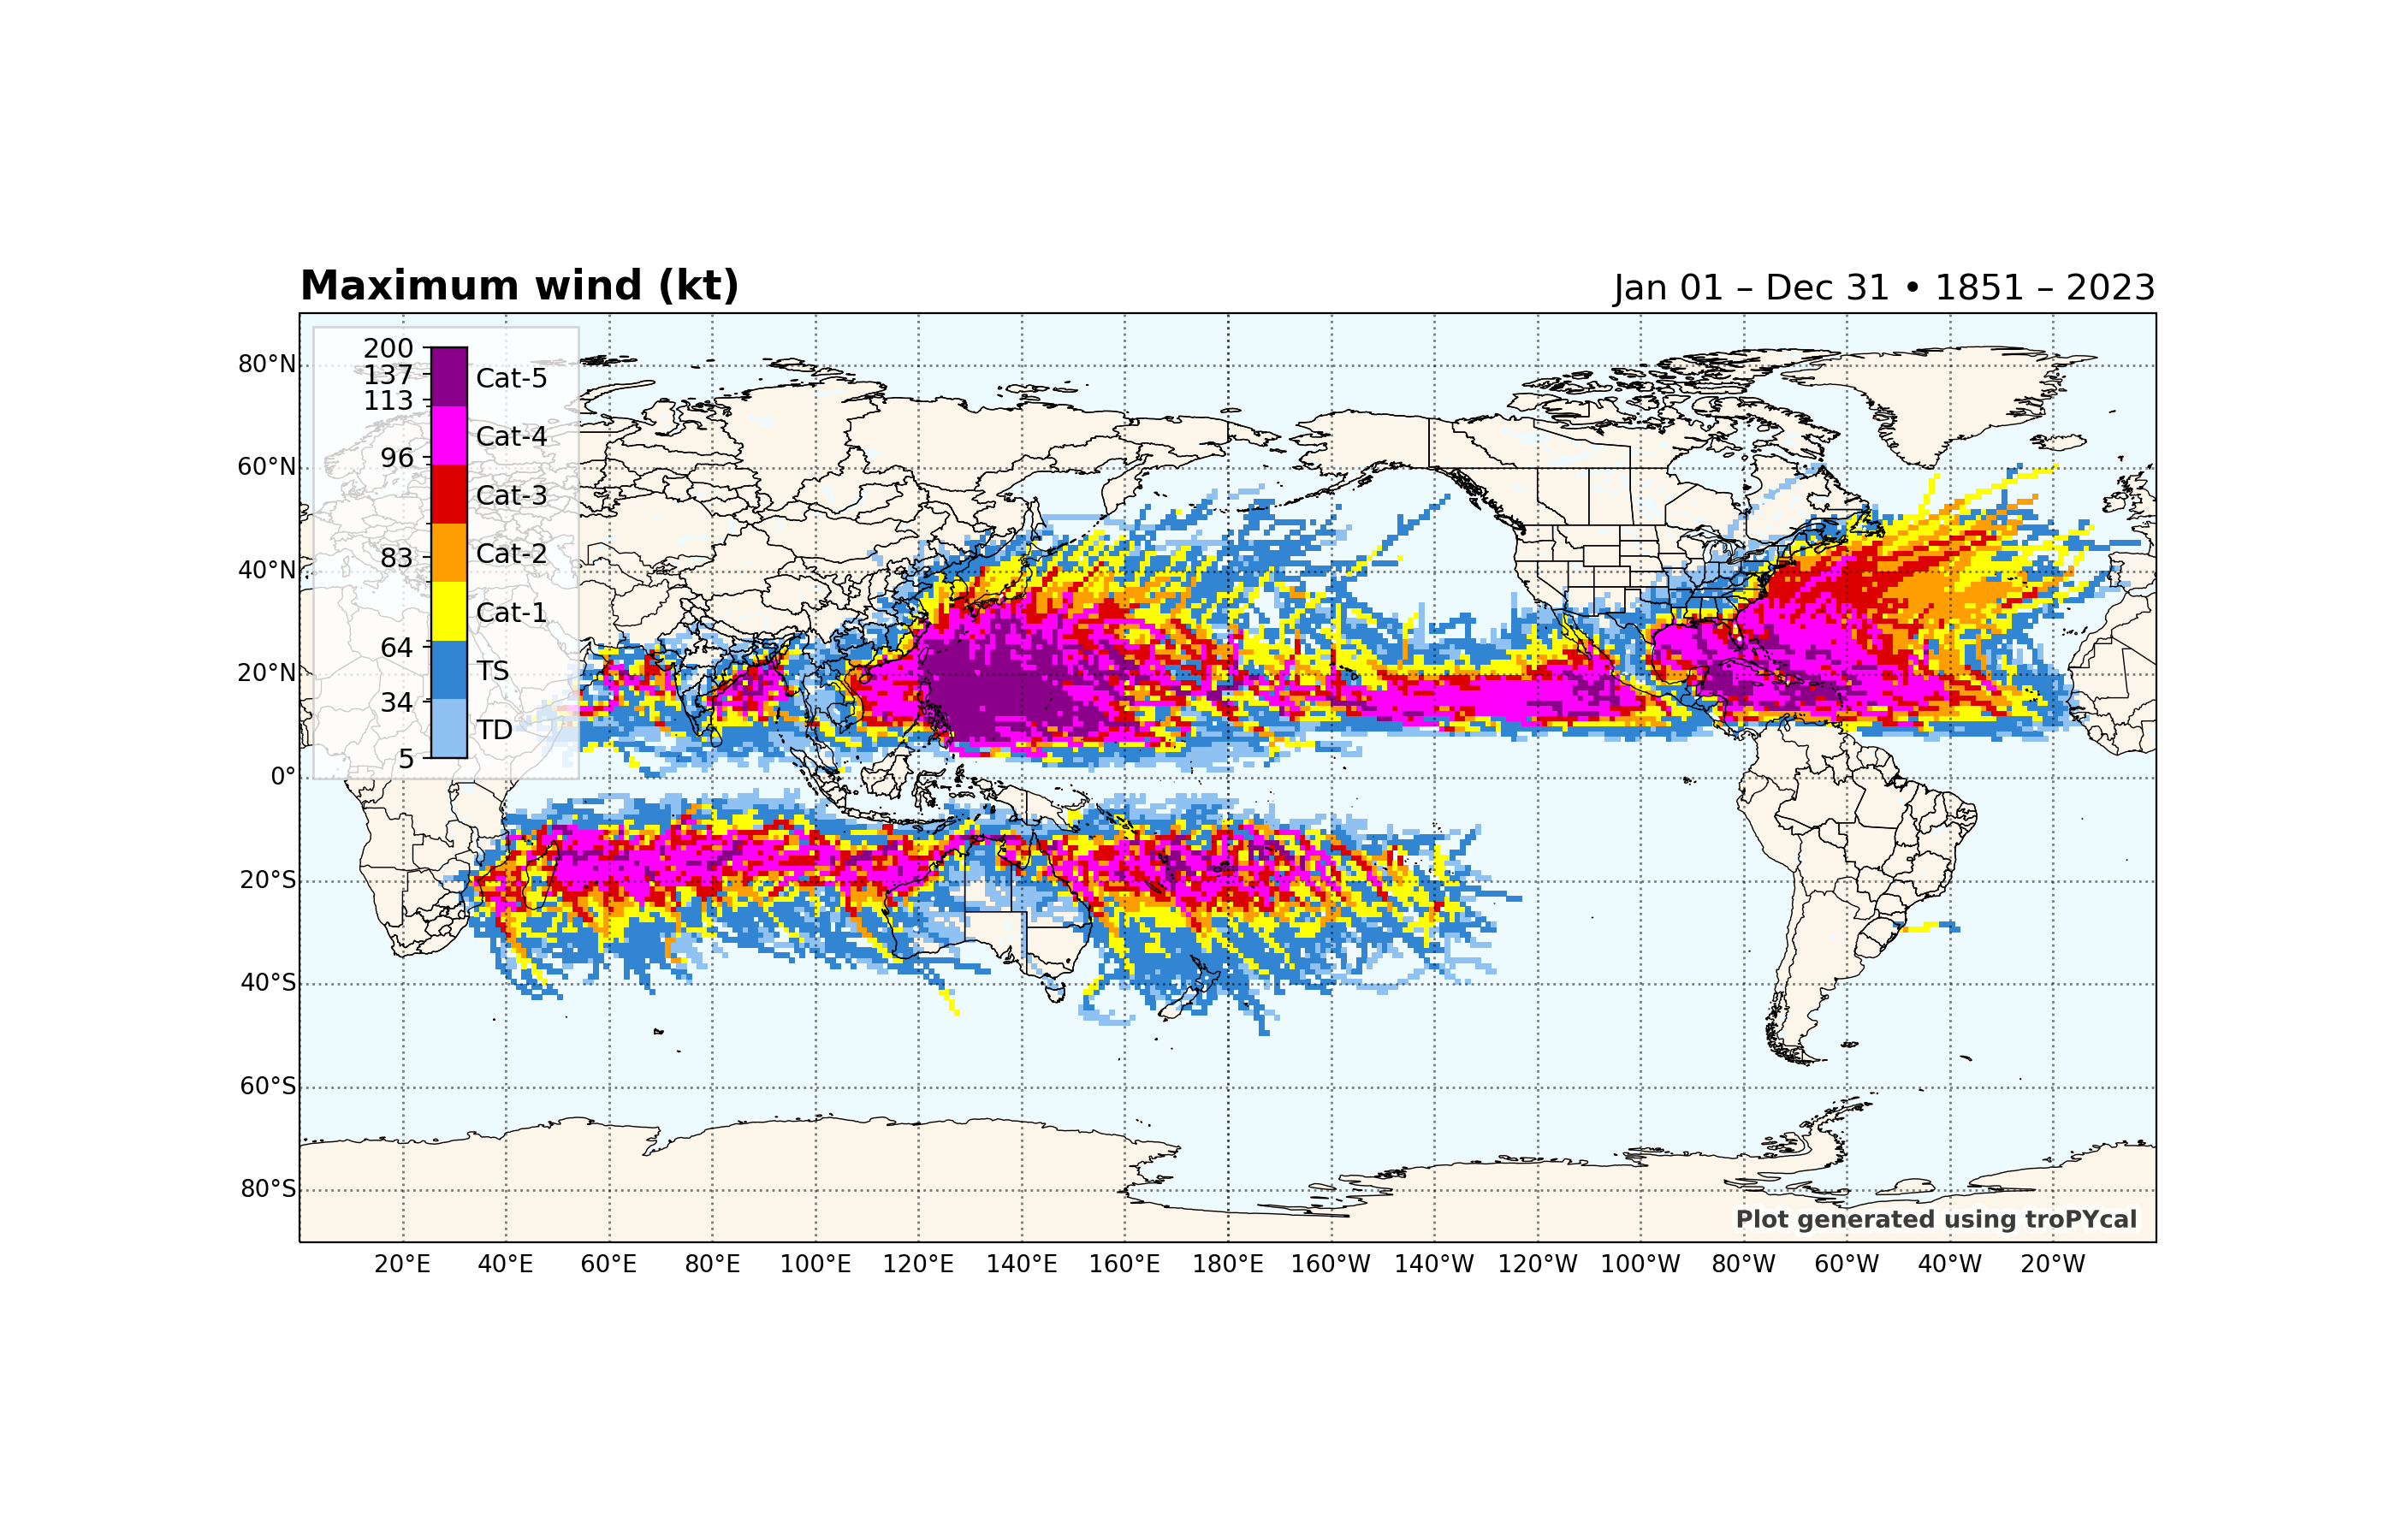 Maximum wind (kt)
Jan 01 – Dec 31 • 1851 – 2023
200
137
113
96
83
64
34
5
Cat-5
Cat-4
Cat-3
Cat-2
Cat-1
TS
TD
80°N
60°N
40°N
20°N
0°
20°S
40°S
60°S
80°S
Plot generated using troPYcal
20°E 40°E 60°E 80°E 100°E 120°E 140°E 160°E 180°E 160°W 140°W 120°W 100°W 80°W 60°W 40°W 20°W